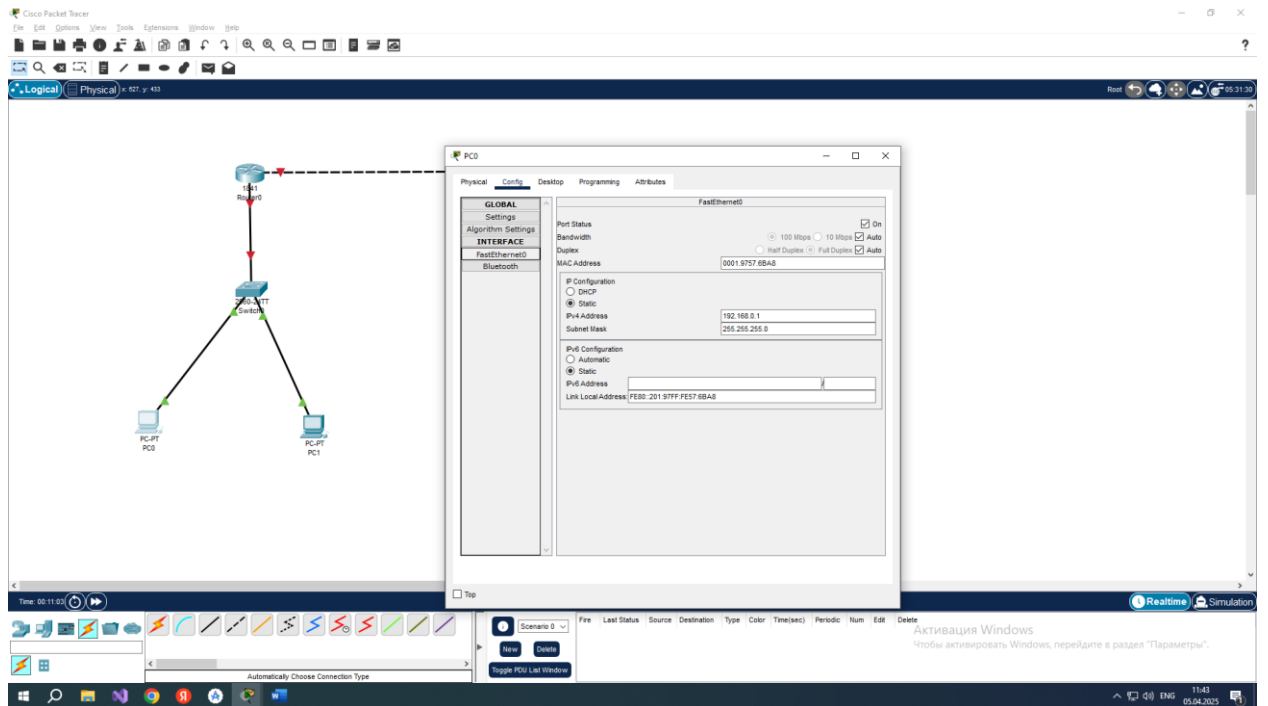 Cisco Packet Tracer
File Edit Options View Tools Extensions Window Help
?
Logical Physical x: 627, y: 433 Root 05:31:30
PC0
Physical Config Desktop Programming Attributes
GLOBAL
Settings
Algorithm Settings
INTERFACE
FastEthernet0
Bluetooth
FastEthernet0
Port Status On
Bandwidth 100 Mbps 10 Mbps Auto
Duplex Half Duplex Full Duplex Auto
MAC Address 0001.9757.6BA8
IP Configuration
DHCP
Static
IPv4 Address 192.168.0.1
Subnet Mask 255.255.255.0
IPv6 Configuration
Automatic
Static
IPv6 Address /
Link Local Address: FE80::201:97FF:FE57:6BA8
Top
1841
Router0
2960-24TT
Switch0
PC-PT
PC0
PC-PT
PC1
Time: 00:11:03 Realtime Simulation
Scenario 0
New Delete
Toggle PDU List Window
Fire Last Status Source Destination Type Color Time(sec) Periodic Num Edit Delete
Automatically Choose Connection Type
Активация Windows
Чтобы активировать Windows, перейдите в раздел "Параметры".
ENG 11:43
05.04.2025